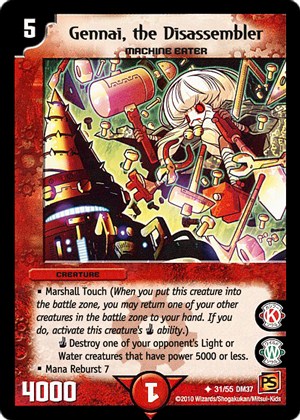 5 Gennai, the Disassembler
MACHINE EATER
CREATURE
▪ Marshall Touch (When you put this creature into
the battle zone, you may return one of your other
creatures in the battle zone to your hand. If you
do, activate this creature's ability.)
Destroy one of your opponent's Light or
Water creatures that have power 5000 or less.
▪ Mana Reburst 7
K
W
4000
1
✦ 31/55 DM37
PS
©2010 Wizards/Shogakukan/Mitsui-Kids